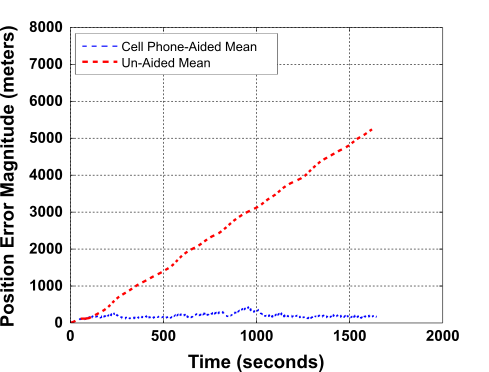 Position Error Magnitude (meters)
8000
7000
6000
5000
4000
3000
2000
1000
0
Cell Phone-Aided Mean
Un-Aided Mean
0 500 1000 1500 2000
Time (seconds)